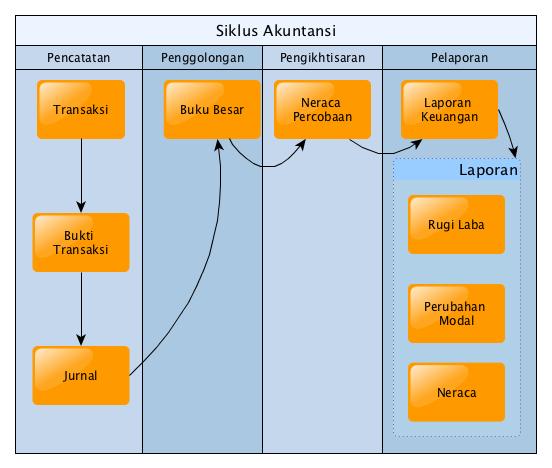 Siklus Akuntansi
Pencatatan
Penggolongan
Pengikhtisaran
Pelaporan
Transaksi
Bukti
Transaksi
Jurnal
Buku Besar
Neraca
Percobaan
Laporan
Keuangan
Laporan
Rugi Laba
Perubahan
Modal
Neraca